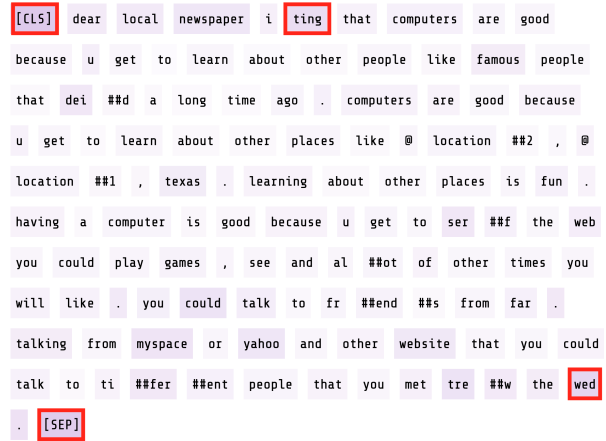 [CLS] dear local newspaper i ting that computers are good
because u get to learn about other people like famous people
that dei ##d a long time ago . computers are good because
u get to learn about other places like @ location ##2 , @
location ##1 , texas . learning about other places is fun .
having a computer is good because u get to ser ##f the web
you could play games , see and al ##ot of other times you
will like . you could talk to fr ##end ##s from far .
talking from myspace or yahoo and other website that you could
talk to ti ##fer ##ent people that you met tre ##w the wed
. [SEP]